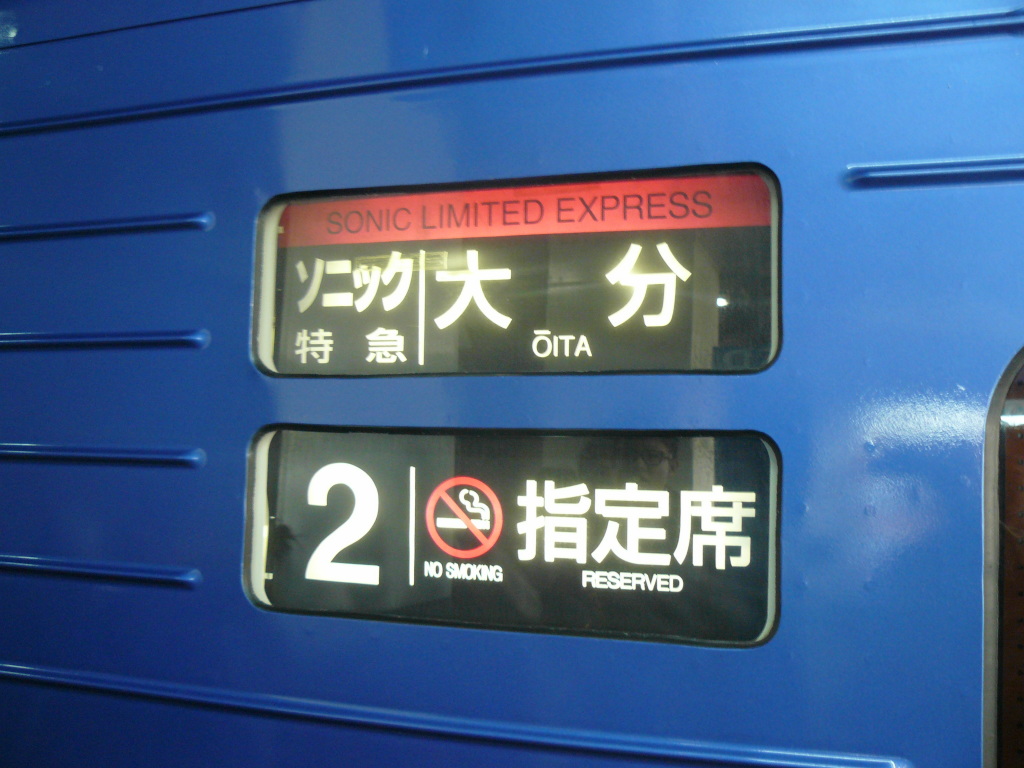 SONIC LIMITED EXPRESS
ソニック 大分
特急 ŌITA
2 指定席
NO SMOKING RESERVED